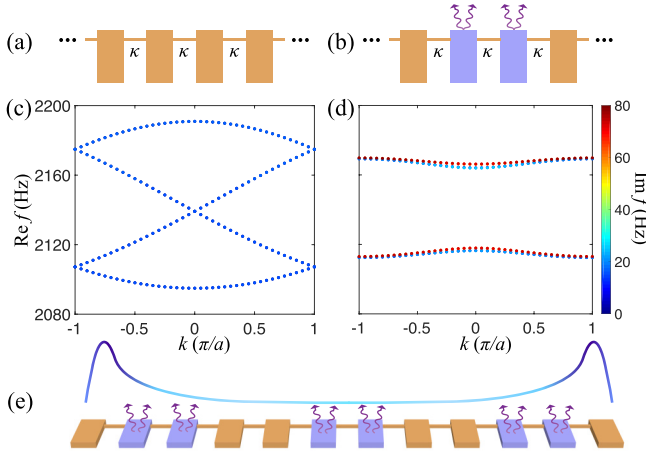 (a) ••• κ κ κ •••
(b) ••• κ κ κ •••
(c) 2200 2160 2120 2080
Re f (Hz)
-1 -0.5 0 0.5 1
k (π/a)
(d)
-1 -0.5 0 0.5 1
k (π/a)
80 60 40 20 0
Im f (Hz)
(e)